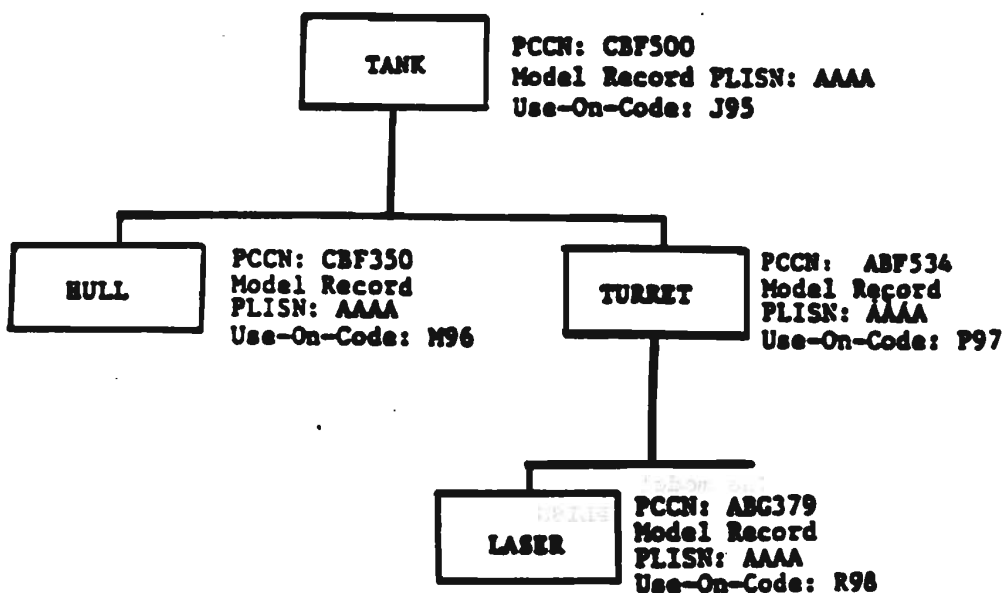 TANK
PCCN: CBF500
Model Record PLISN: AAAA
Use-On-Code: J95
HULL
PCCN: CBF350
Model Record
PLISN: AAAA
Use-On-Code: M96
TURRET
PCCN: ABF534
Model Record
PLISN: AAAA
Use-On-Code: P97
LASER
PCCN: ABG379
Model Record
PLISN: AAAA
Use-On-Code: R98